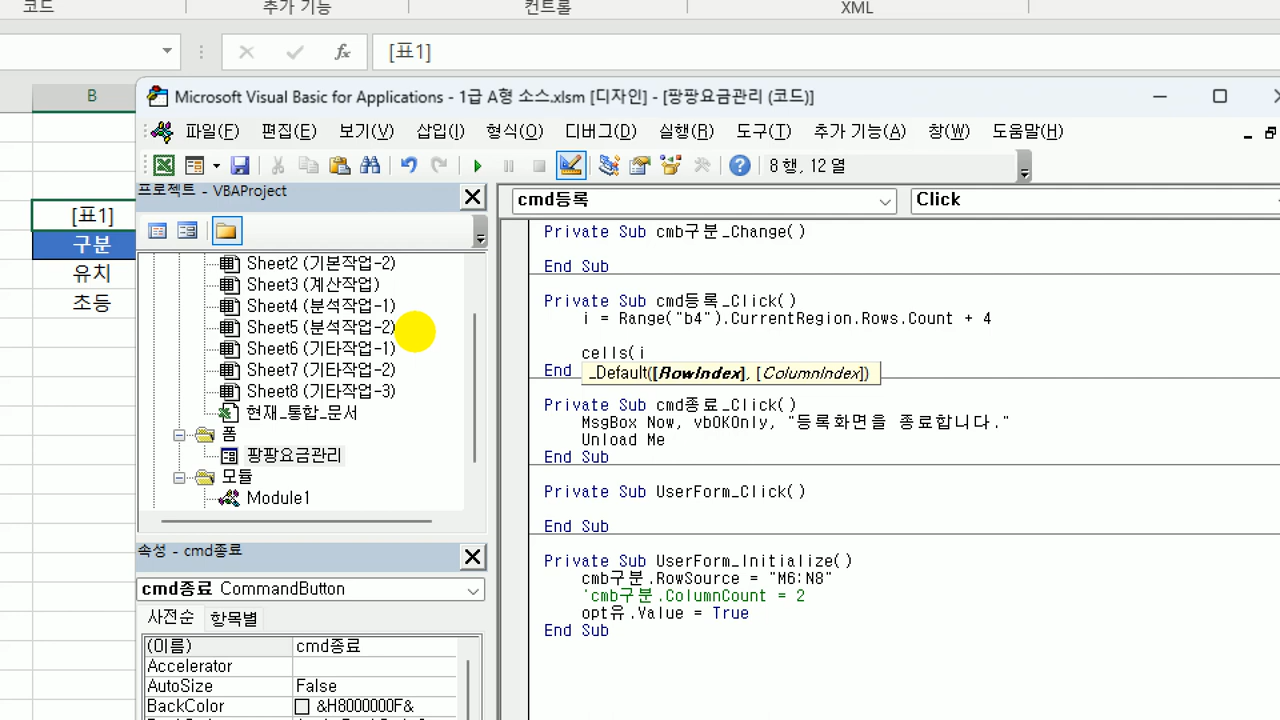 코드 추가 기능 컨트롤 XML
fx [표1]
B
Microsoft Visual Basic for Applications - 1급 A형 소스.xlsm [디자인] - [팡팡요금관리 (코드)]
파일(F) 편집(E) 보기(V) 삽입(I) 형식(O) 디버그(D) 실행(R) 도구(T) 추가 기능(A) 창(W) 도움말(H)
8 행, 12 열
프로젝트 - VBAProject
cmd등록 Click
[표1]
구분
유치
초등
Sheet2 (기본작업-2)
Sheet3 (계산작업)
Sheet4 (분석작업-1)
Sheet5 (분석작업-2)
Sheet6 (기타작업-1)
Sheet7 (기타작업-2)
Sheet8 (기타작업-3)
현재_통합_문서
폼
팡팡요금관리
모듈
Module1
속성 - cmd종료
cmd종료 CommandButton
사전순 항목별
(이름) cmd종료
Accelerator
AutoSize False
BackColor &H8000000F&
Private Sub cmb구분_Change()
End Sub
Private Sub cmd등록_Click()
i = Range("b4").CurrentRegion.Rows.Count + 4
cells(i
End
_Default([RowIndex], [ColumnIndex])
Private Sub cmd종료_Click()
MsgBox Now, vbOKOnly, "등록화면을 종료합니다."
Unload Me
End Sub
Private Sub UserForm_Click()
End Sub
Private Sub UserForm_Initialize()
cmb구분.RowSource = "M6:N8"
'cmb구분.ColumnCount = 2
opt유.Value = True
End Sub